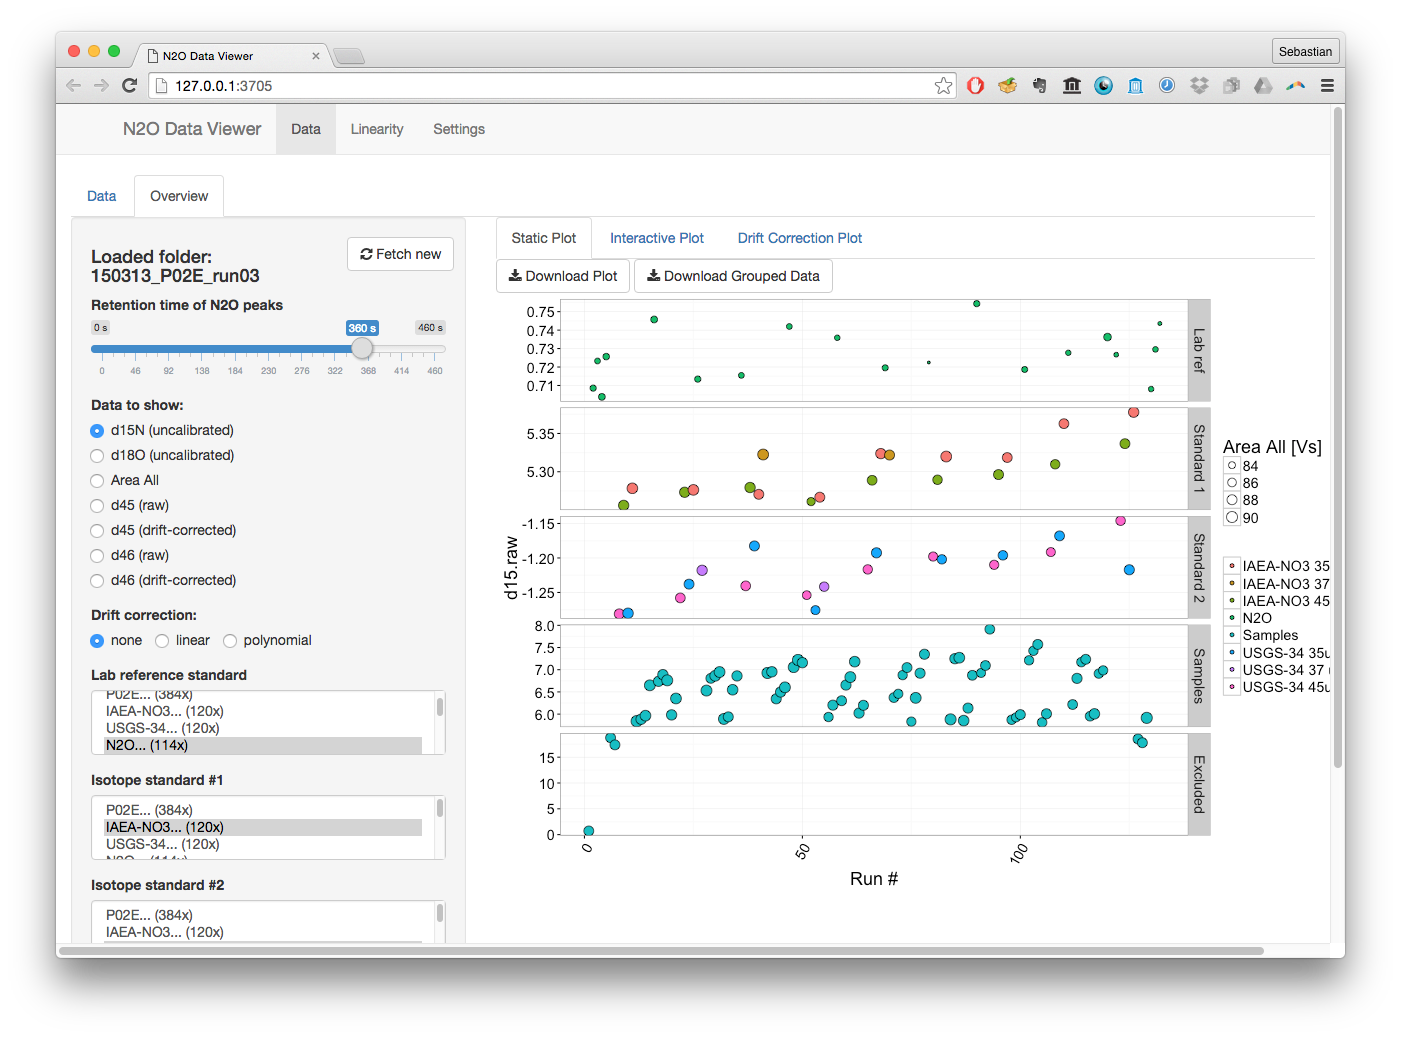 N2O Data Viewer
Sebastian
127.0.0.1:3705
N2O Data Viewer Data Linearity Settings
Data Overview
Loaded folder:
150313_P02E_run03
Fetch new
Retention time of N2O peaks
0 s 360 s 460 s
0 46 92 138 184 230 276 322 368 414 460
Data to show:
d15N (uncalibrated)
d18O (uncalibrated)
Area All
d45 (raw)
d45 (drift-corrected)
d46 (raw)
d46 (drift-corrected)
Drift correction:
none linear polynomial
Lab reference standard
P02E... (384x)
IAEA-NO3... (120x)
USGS-34... (120x)
N2O... (114x)
Isotope standard #1
P02E... (384x)
IAEA-NO3... (120x)
USGS-34... (120x)
N2O... (114x)
Isotope standard #2
P02E... (384x)
IAEA-NO3... (120x)
Static Plot Interactive Plot Drift Correction Plot
Download Plot Download Grouped Data
0.75
0.74
0.73
0.72
0.71
Lab ref
5.35
5.30
Standard 1
-1.15
-1.20
-1.25
Standard 2
8.0
7.5
7.0
6.5
6.0
Samples
15
10
5
0
Excluded
d15.raw
0 50 100
Run #
Area All [Vs]
84
86
88
90
IAEA-NO3 35
IAEA-NO3 37
IAEA-NO3 45
N2O
Samples
USGS-34 35u
USGS-34 37
USGS-34 45u